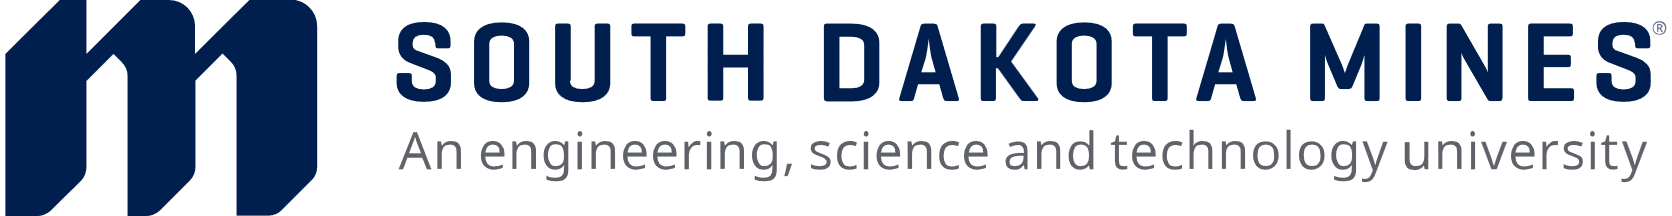 M SOUTH DAKOTA MINES®
An engineering, science and technology university